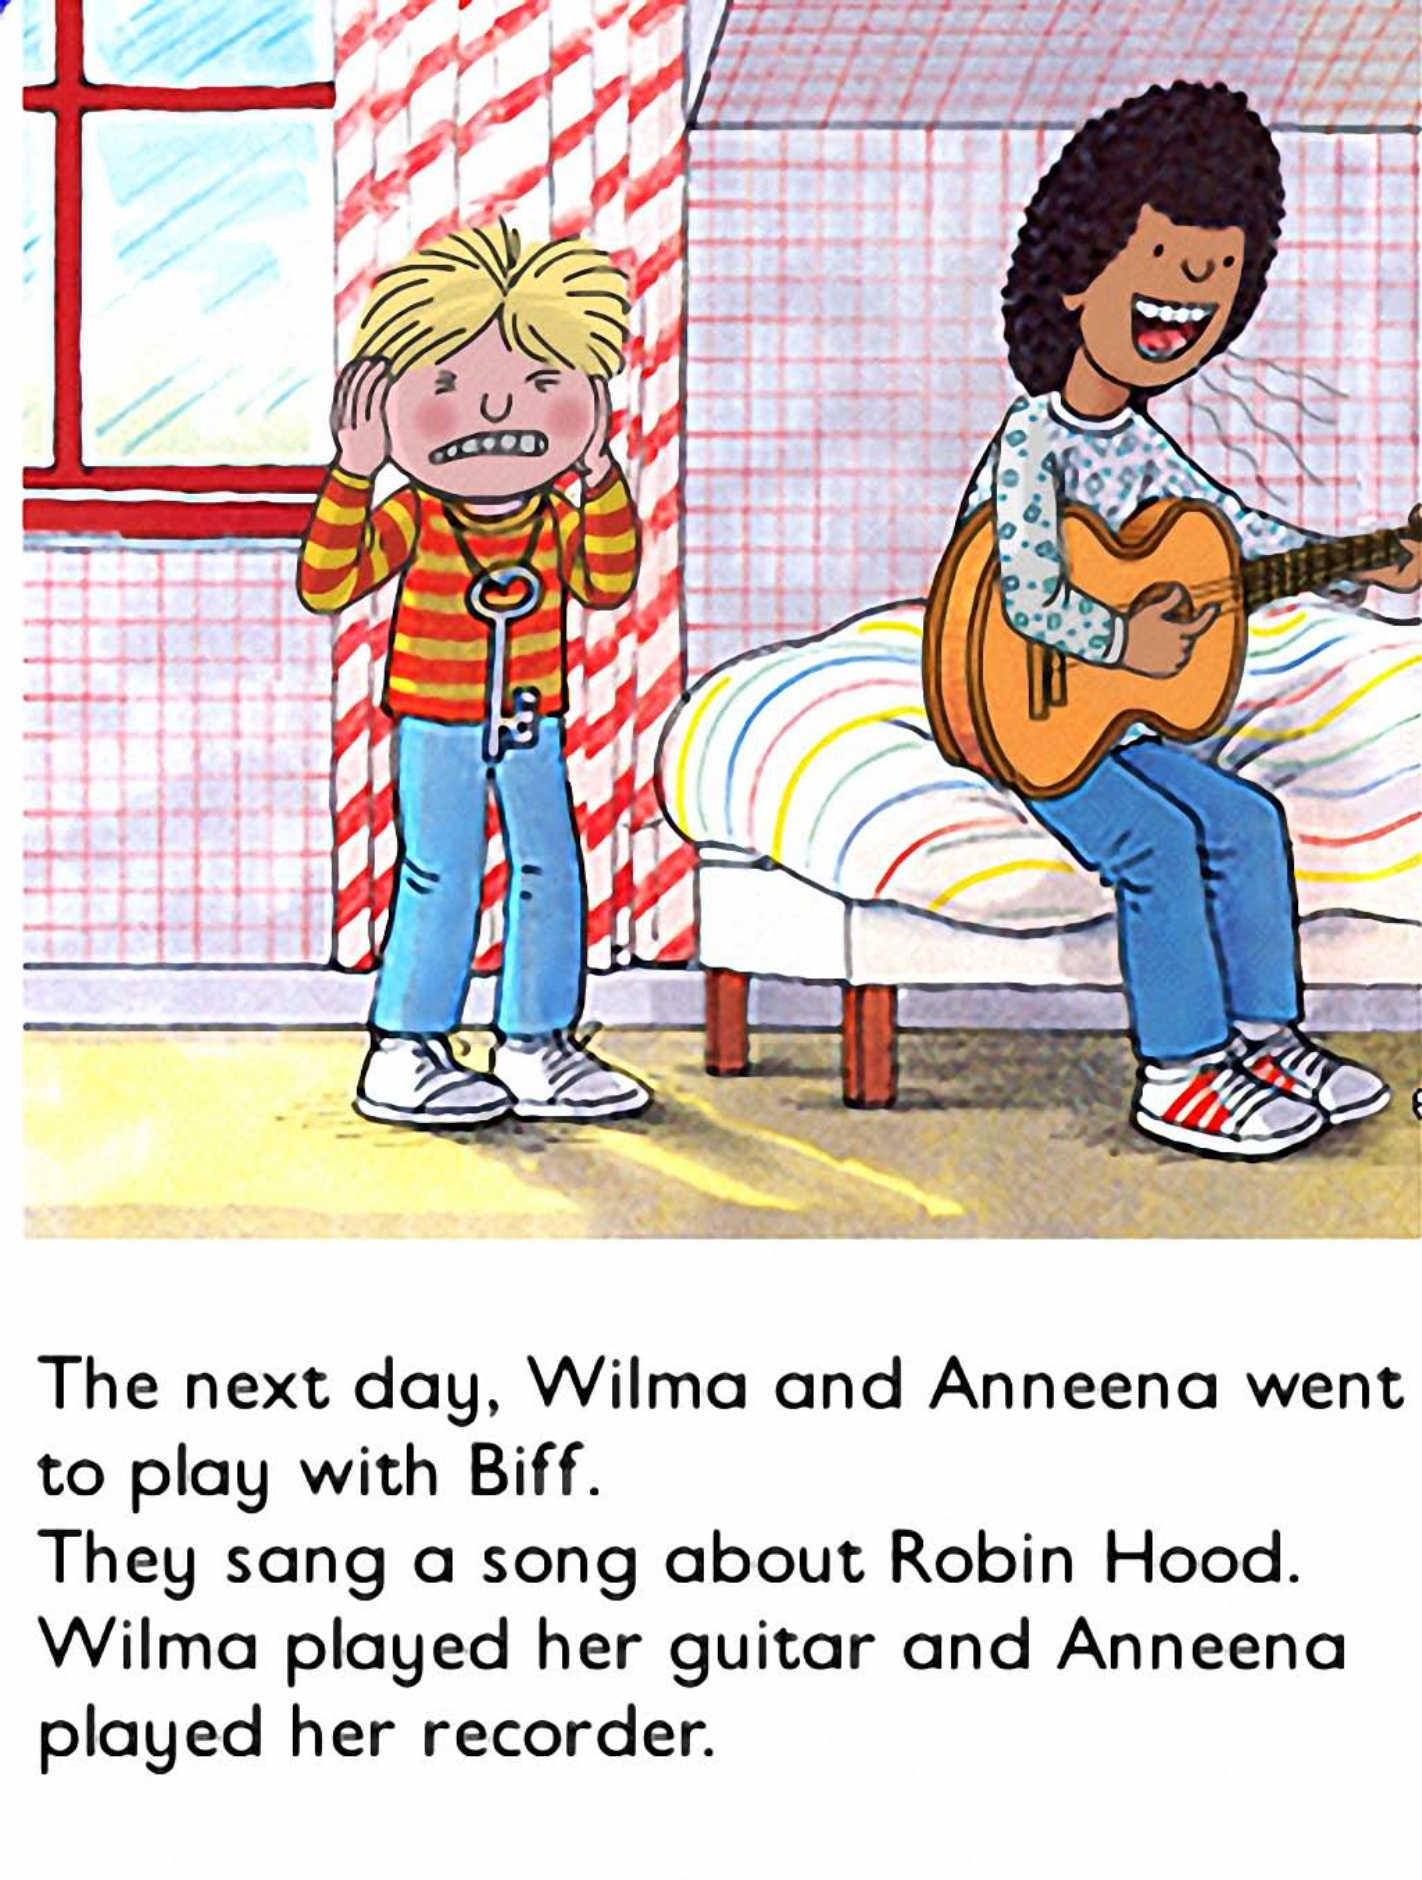 The next day, Wilma and Anneena went
to play with Biff.
They sang a song about Robin Hood.
Wilma played her guitar and Anneena
played her recorder.